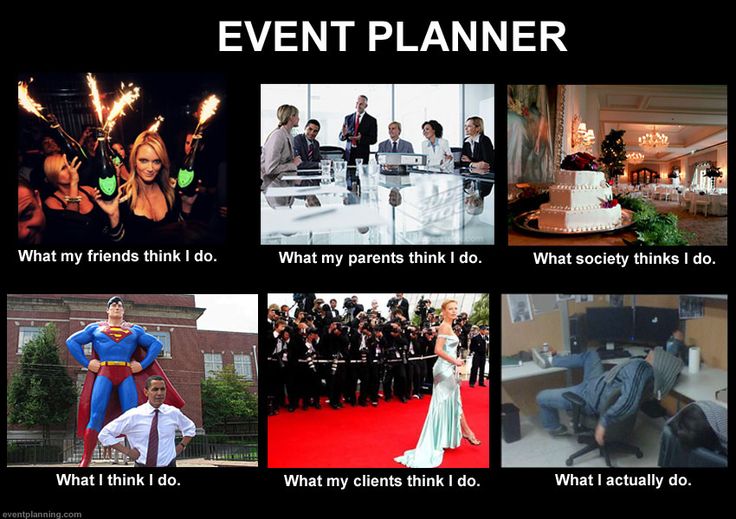 EVENT PLANNER
What my friends think I do.
What my parents think I do.
What society thinks I do.
What I think I do.
What my clients think I do.
What I actually do.
eventplanning.com